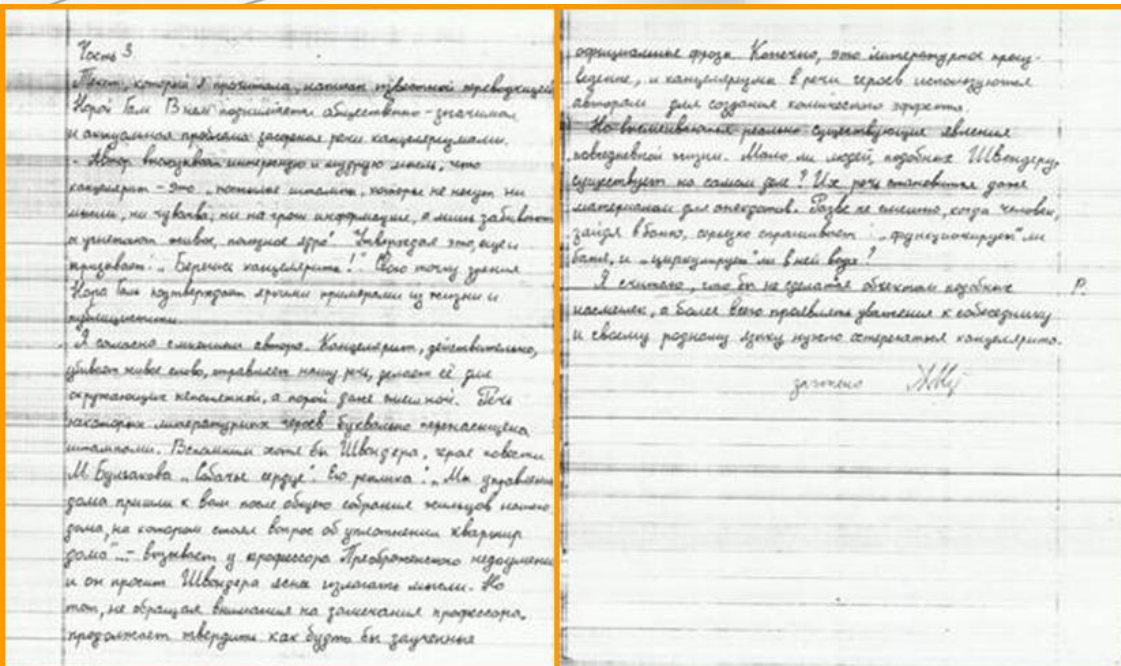 Часть 3.
Текст, который я прочитала, написан известной переводчицей
Норой Галь. В нем поднимается общественно-значимая
и актуальная проблема засорения речи канцеляризмами.
Автор высказывает интересную и мудрую мысль, что
канцелярит – это „постылые штампы, которые не несут ни
мысли, ни чувства, ни на грош информации, а лишь забивают
и угнетают живое, полезное ядро". Утверждая это, она
призывает: „Берегись канцелярита!" Свою точку зрения
Нора Галь подтверждает яркими примерами из жизни и
публицистики.
Я согласна с мнением автора. Канцелярит, действительно,
убивает живое слово, отравляет нашу речь, делает её для
окружающих непонятной, а порой даже смешной. Речь
некоторых литературных героев буквально перенасыщена
штампами. Вспомним хотя бы Швондера, героя повести
М. Булгакова „Собачье сердце". Его реплика: „Мы управление
дома пришли к вам после общего собрания жильцов нашего
дома, на котором стоял вопрос об уплотнении квартир
дома"... – вызывает у профессора Преображенского недоумение
и он просит Швондера яснее излагать мысли. Но
тот, не обращая внимания на замечания профессора,
продолжает твердить как будто бы заученные
официальные фразы. Конечно, это литературное произ-
ведение, и канцеляризмы в речи героев используются
автором для создания комического эффекта.
Но высмеиваются реально существующие явления
повседневной жизни. Мало ли людей, подобных Швондеру,
существует на самом деле? Их речь становится даже
материалом для анекдотов. Разве не смешно, когда человек,
зайдя в баню, серьезно спрашивает: „функционирует" ли
баня, и „циркулирует" ли в ней вода?
Я считаю, что бы не сделаться объектом подобных Р.
насмешек, а более всего проявлять уважения к собеседнику
и своему родному языку нужно остерегаться канцелярита.
зачтено